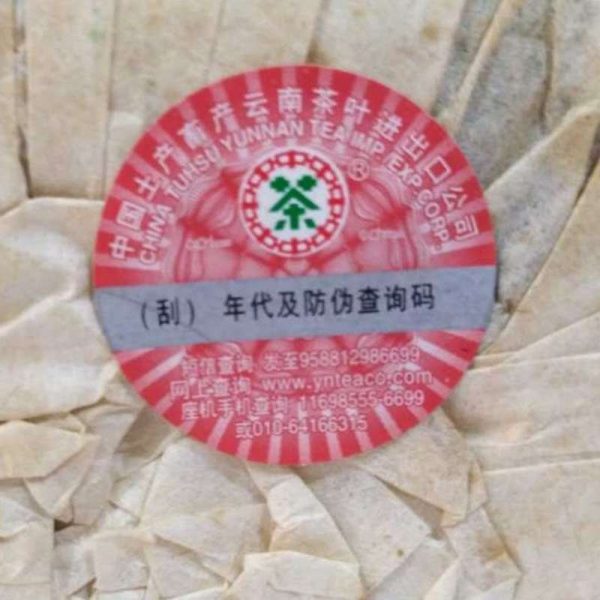 中国土产畜产云南茶叶进出口公司
CHINA TUHSU YUNNAN TEA IMP. EXP. CORP.
茶
(刮) 年代及防伪查询码
短信查询 发至958812986699
网上查询 www.ynteaco.com
座机手机查询 11698555-6699
或010-64166315